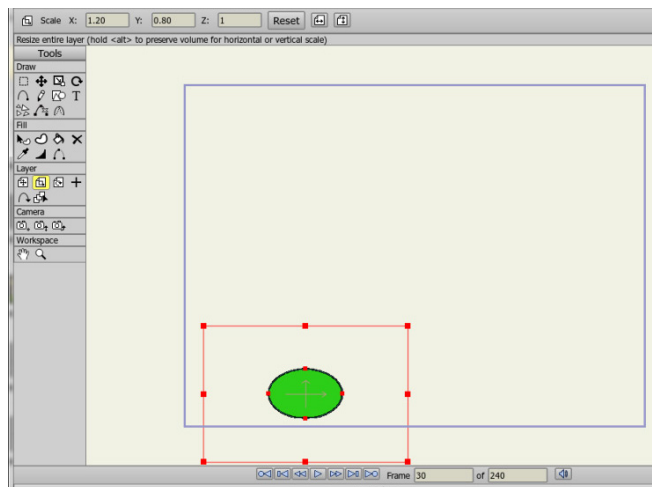 Scale X: 1.20 Y: 0.80 Z: 1 Reset
Resize entire layer (hold <alt> to preserve volume for horizontal or vertical scale)
Tools
Draw
T
Fill
Layer
Camera
Workspace
Frame 30 of 240